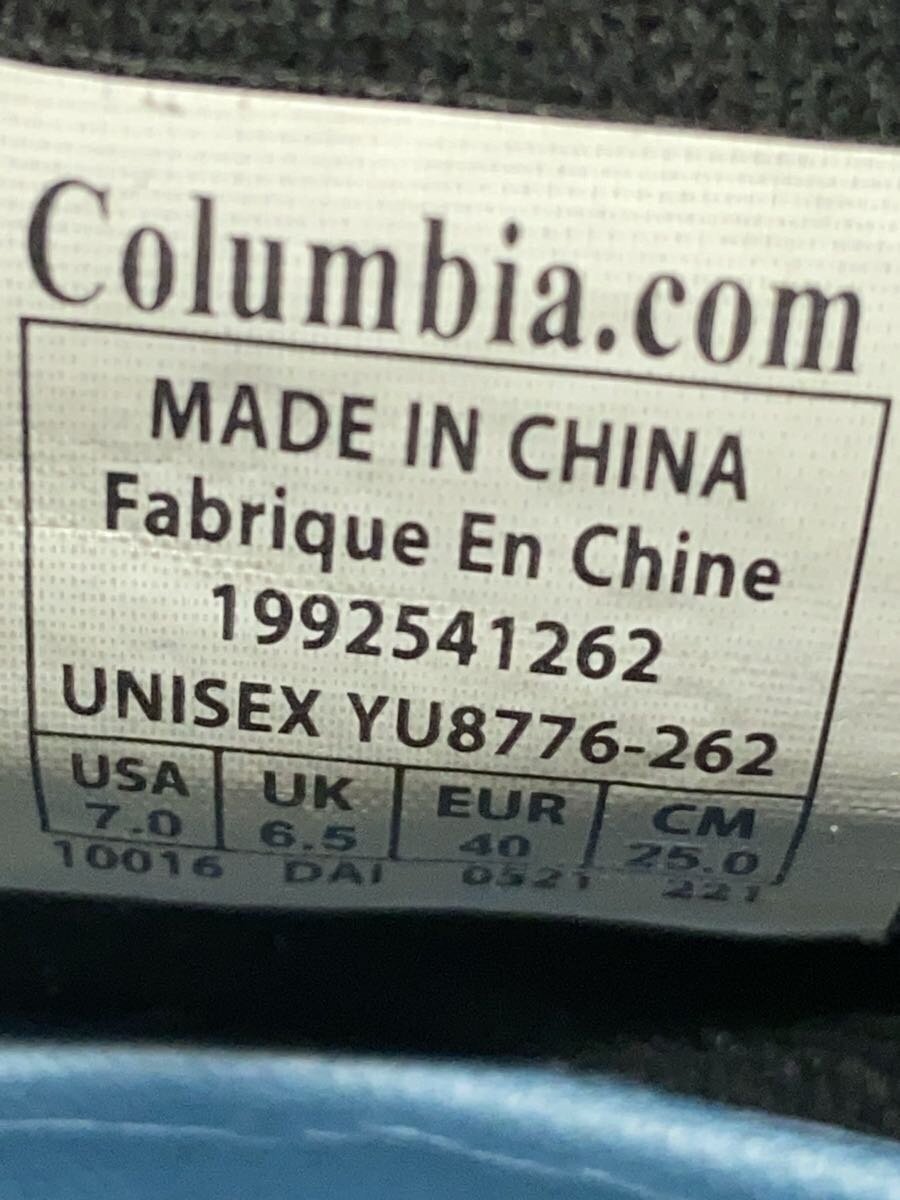 Columbia.com
MADE IN CHINA
Fabrique En Chine
1992541262
UNISEX YU8776-262
USA UK EUR CM
7.0 6.5 40 25.0
10016 DAI 0521 221